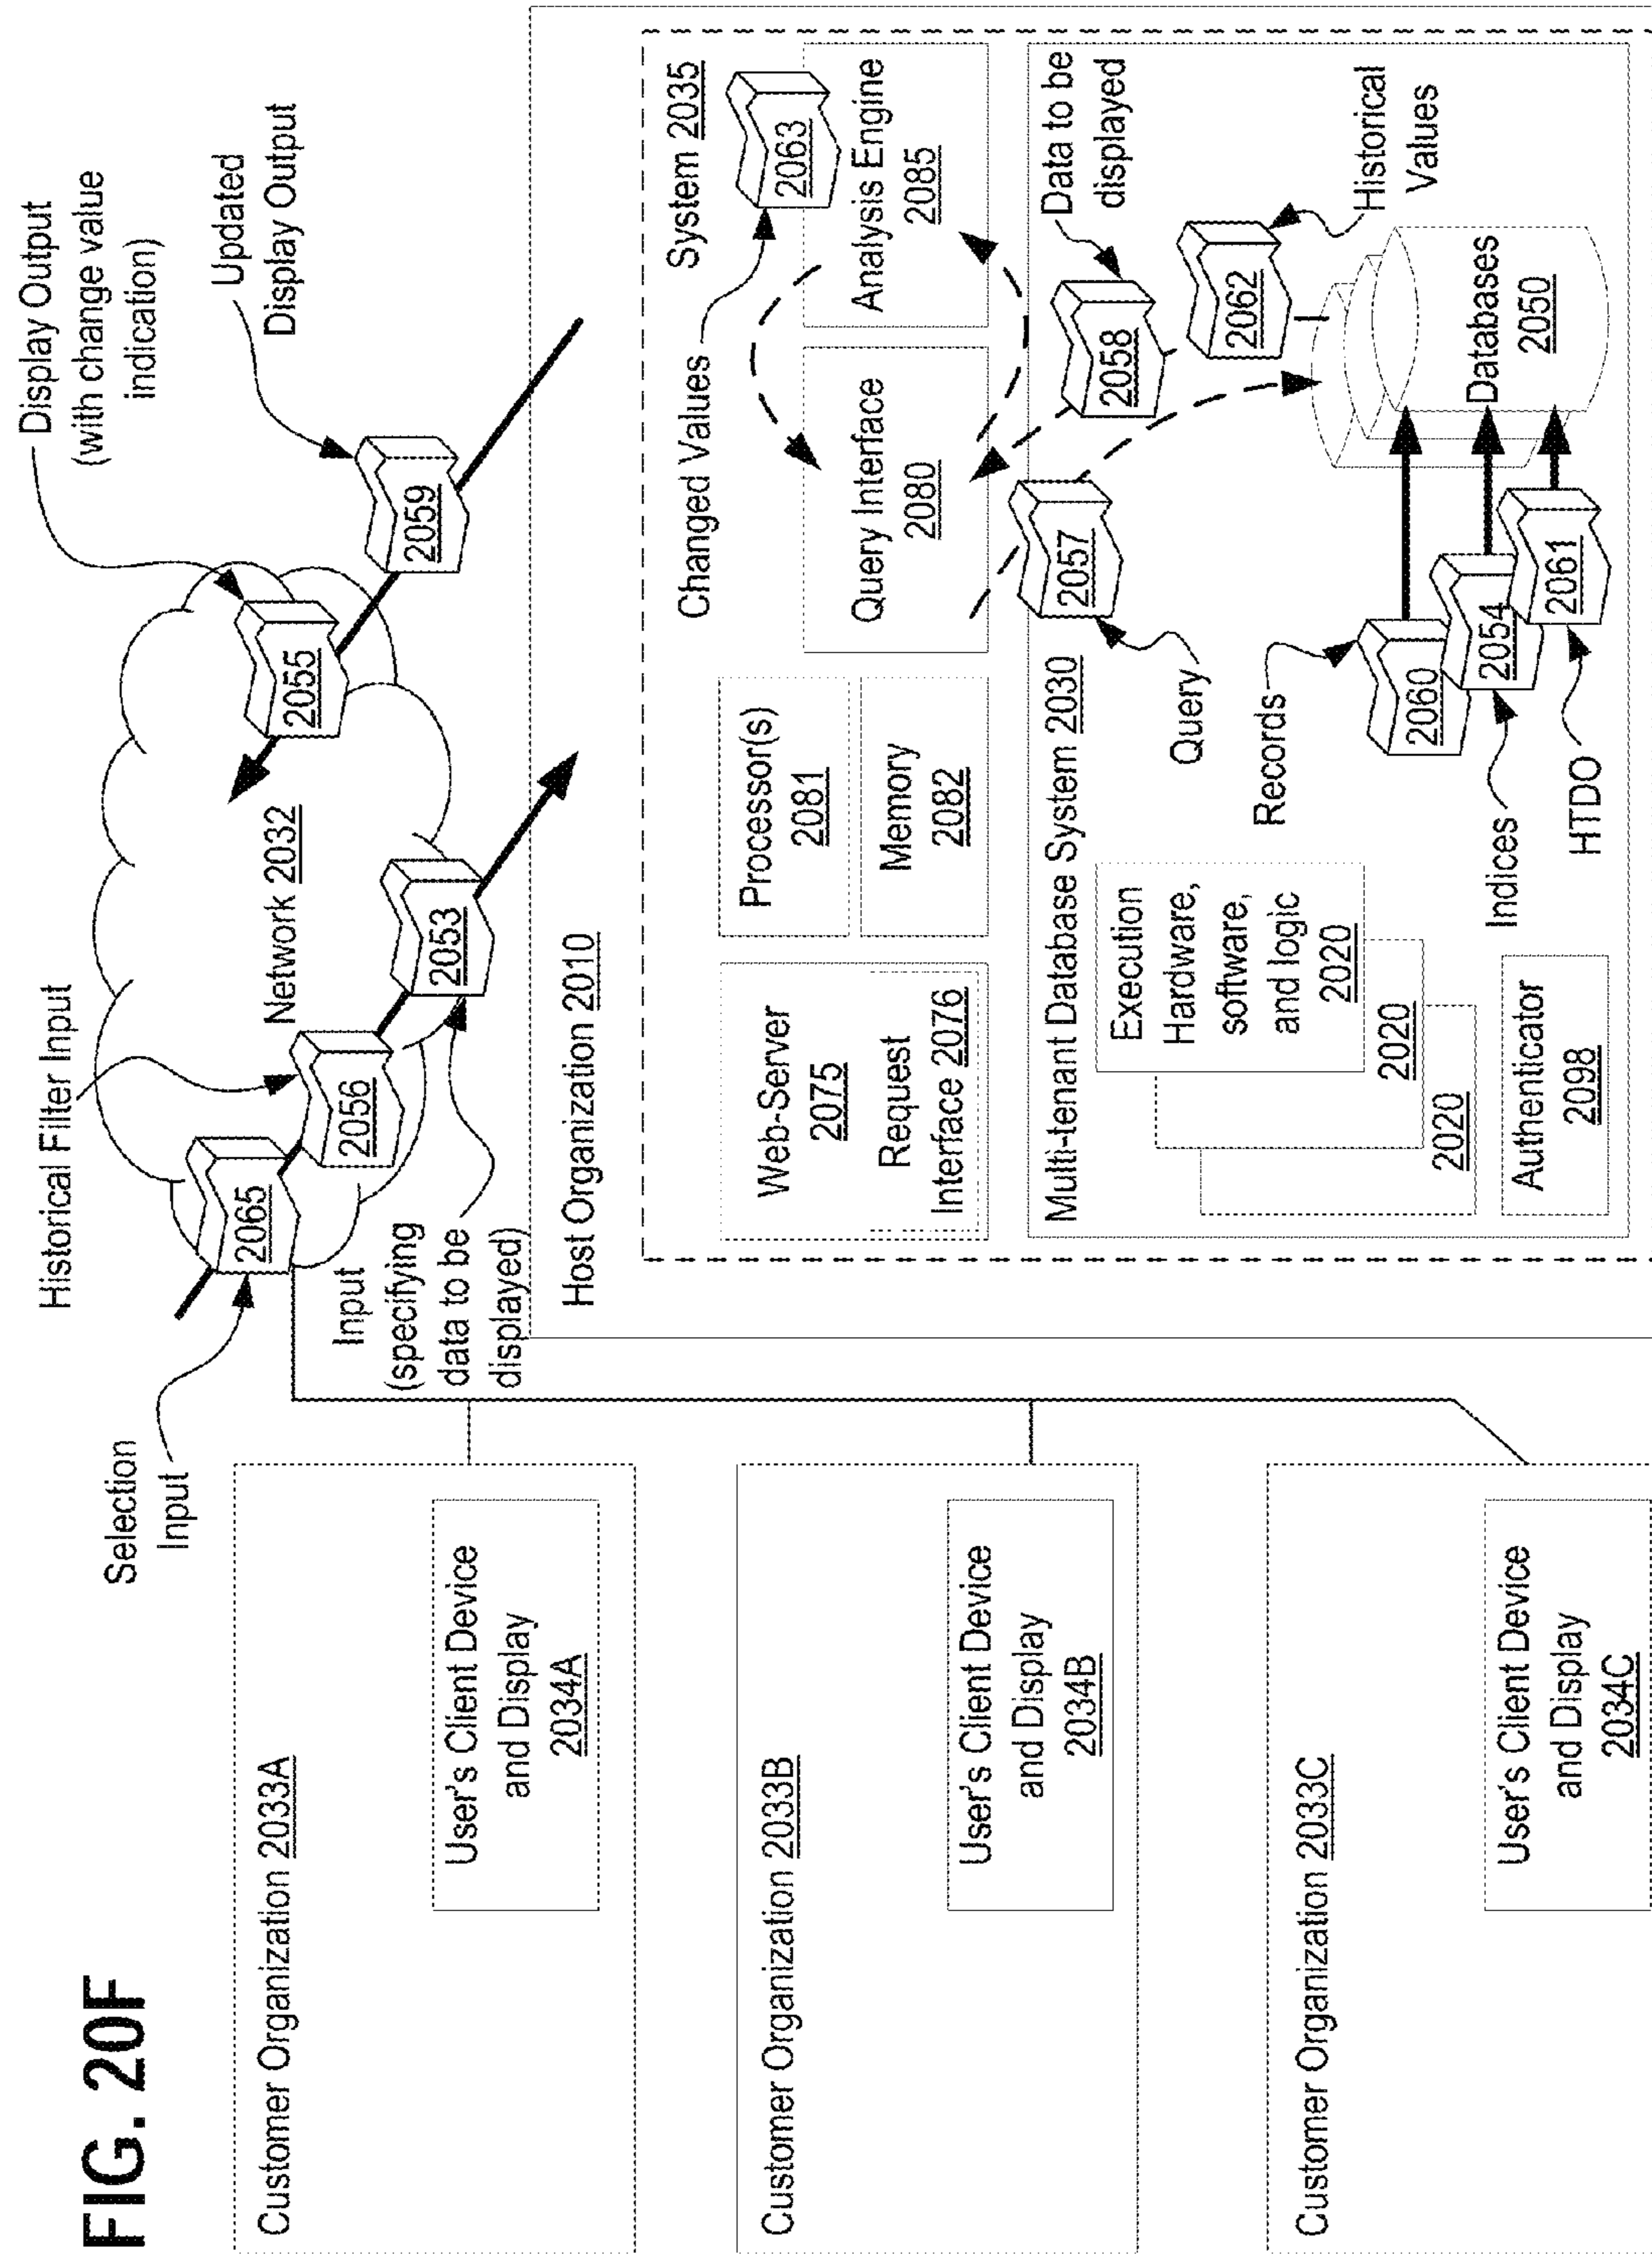 FIG. 20F
Customer Organization 2033A
User's Client Device
and Display
2034A
Customer Organization 2033B
User's Client Device
and Display
2034B
Customer Organization 2033C
User's Client Device
and Display
2034C
Selection
Input
Historical Filter Input
2065
2056
2053
Network 2032
Input
(specifying
data to be
displayed)
Display Output
(with change value
indication)
2055
2059
Updated
Display Output
Host Organization 2010
System 2035
Web-Server
2075
Request
Interface 2076
Processor(s)
2081
Memory
2082
Changed Values
2063
Query Interface
2080
Analysis Engine
2085
Multi-tenant Database System 2030
Execution
Hardware,
software,
and logic
2020
2020
2020
Authenticator
2098
2057
Query
2058
Data to be
displayed
2062
Historical
Values
Records
2060
2054
2061
Indices
HTDO
Databases
2050